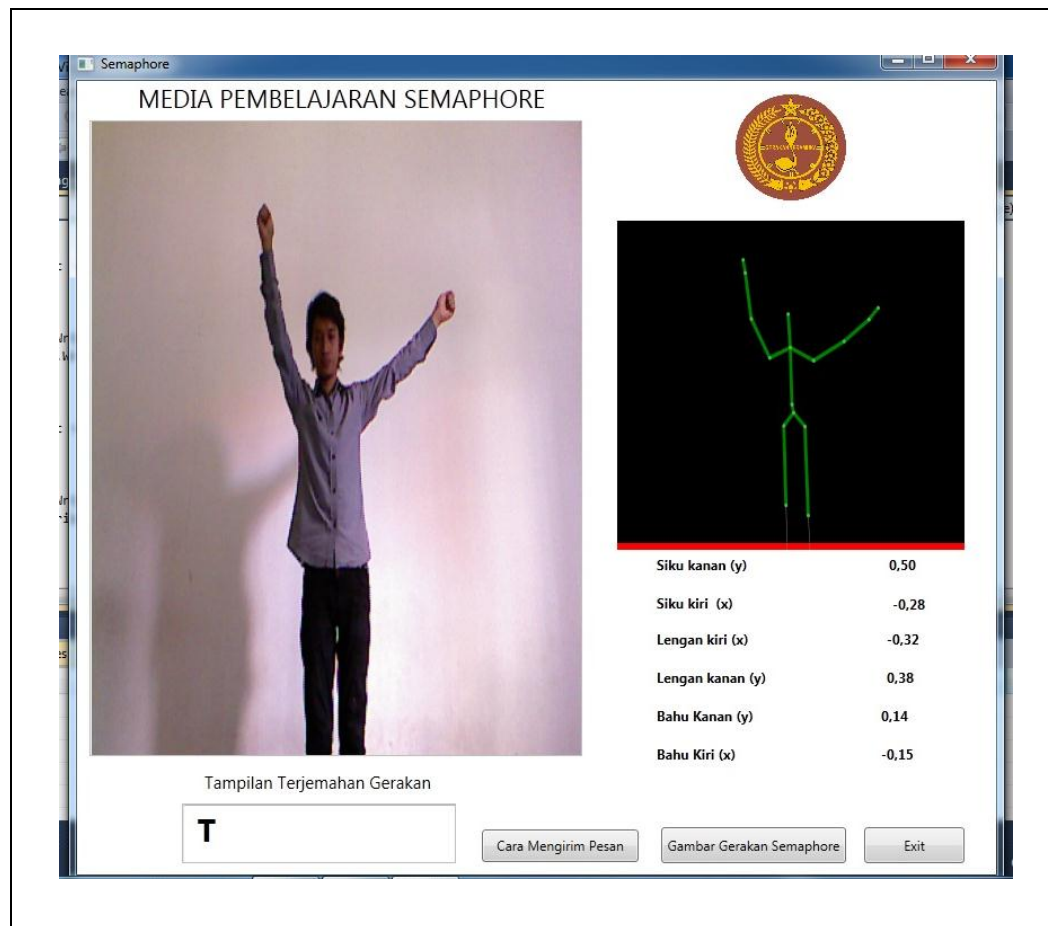 Semaphore
MEDIA PEMBELAJARAN SEMAPHORE
Siku kanan (y) 0,50
Siku kiri (x) -0,28
Lengan kiri (x) -0,32
Lengan kanan (y) 0,38
Bahu Kanan (y) 0,14
Bahu Kiri (x) -0,15
Tampilan Terjemahan Gerakan
T
Cara Mengirim Pesan
Gambar Gerakan Semaphore
Exit